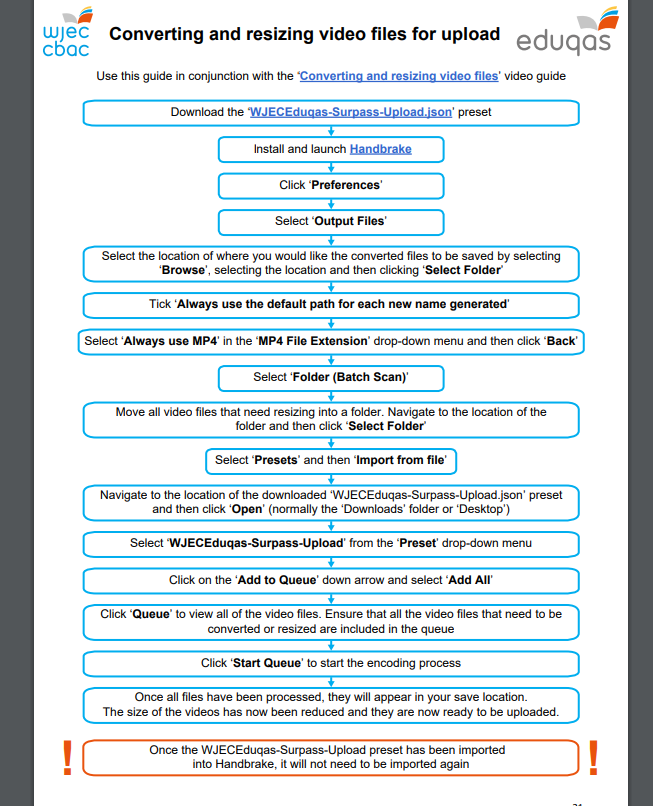 wjec
cbac
Converting and resizing video files for upload
eduqas
Use this guide in conjunction with the ‘Converting and resizing video files’ video guide
Download the ‘WJECEduqas-Surpass-Upload.json’ preset
Install and launch Handbrake
Click ‘Preferences’
Select ‘Output Files’
Select the location of where you would like the converted files to be saved by selecting
‘Browse’, selecting the location and then clicking ‘Select Folder’
Tick ‘Always use the default path for each new name generated’
Select ‘Always use MP4’ in the ‘MP4 File Extension’ drop-down menu and then click ‘Back’
Select ‘Folder (Batch Scan)’
Move all video files that need resizing into a folder. Navigate to the location of the
folder and then click ‘Select Folder’
Select ‘Presets’ and then ‘Import from file’
Navigate to the location of the downloaded ‘WJECEduqas-Surpass-Upload.json’ preset
and then click ‘Open’ (normally the ‘Downloads’ folder or ‘Desktop’)
Select ‘WJECEduqas-Surpass-Upload’ from the ‘Preset’ drop-down menu
Click on the ‘Add to Queue’ down arrow and select ‘Add All’
Click ‘Queue’ to view all of the video files. Ensure that all the video files that need to be
converted or resized are included in the queue
Click ‘Start Queue’ to start the encoding process
Once all files have been processed, they will appear in your save location.
The size of the videos has now been reduced and they are now ready to be uploaded.
! Once the WJECEduqas-Surpass-Upload preset has been imported !
into Handbrake, it will not need to be imported again